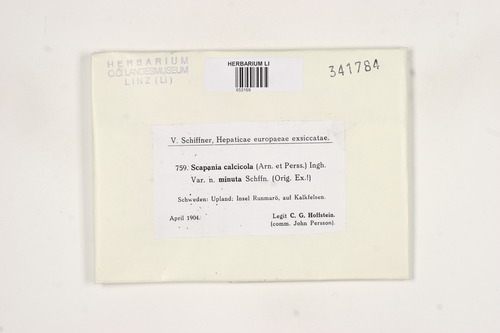 HERBARIUM
O.Ö. LANDESMUSEUM
LINZ (LI)
HERBARIUM LI
341784
V. Schiffner, Hepaticae europaeae exsiccatae.
759. Scapania calcicola (Arn. et Perss.) Ingh.
Var. n. minuta Schffn. (Orig. Ex.!)
Schweden: Upland: Insel Runmarö, auf Kalkfelsen.
April 1904.
Legit C. G. Hoffstein.
(comm. John Persson).